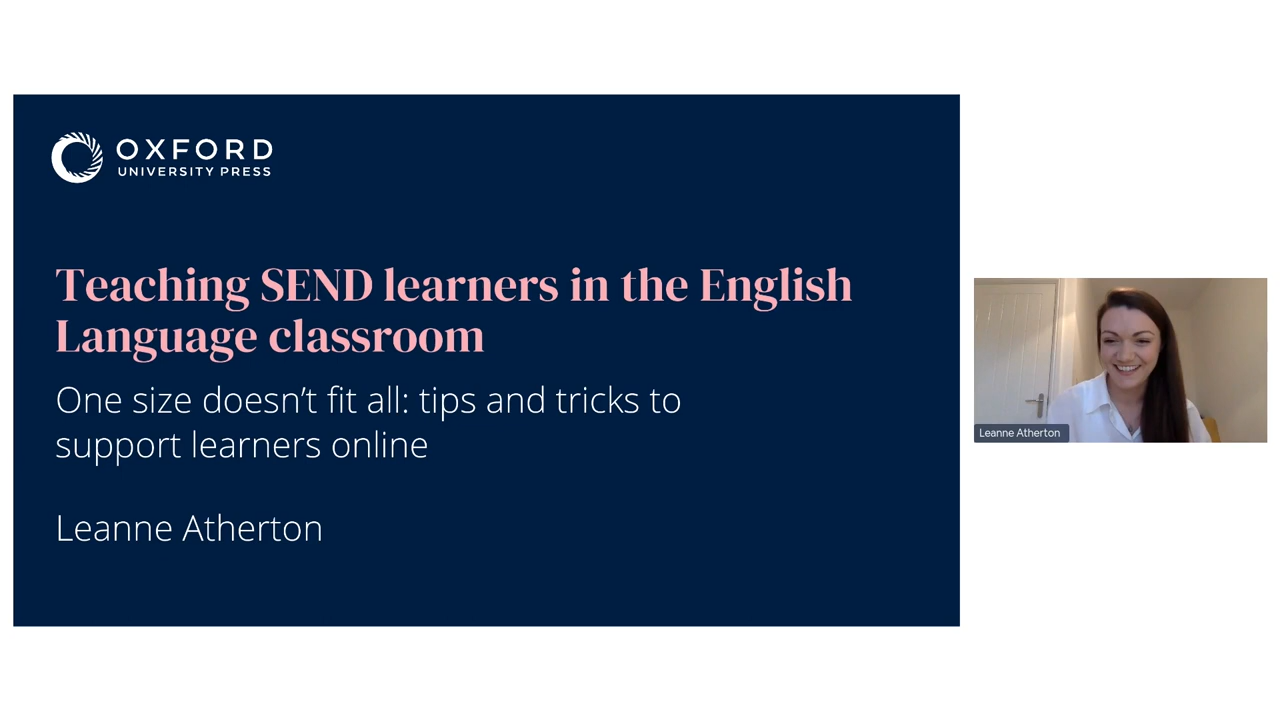 OXFORD
UNIVERSITY PRESS
Teaching SEND learners in the English
Language classroom
One size doesn’t fit all: tips and tricks to
support learners online
Leanne Atherton
Leanne Atherton